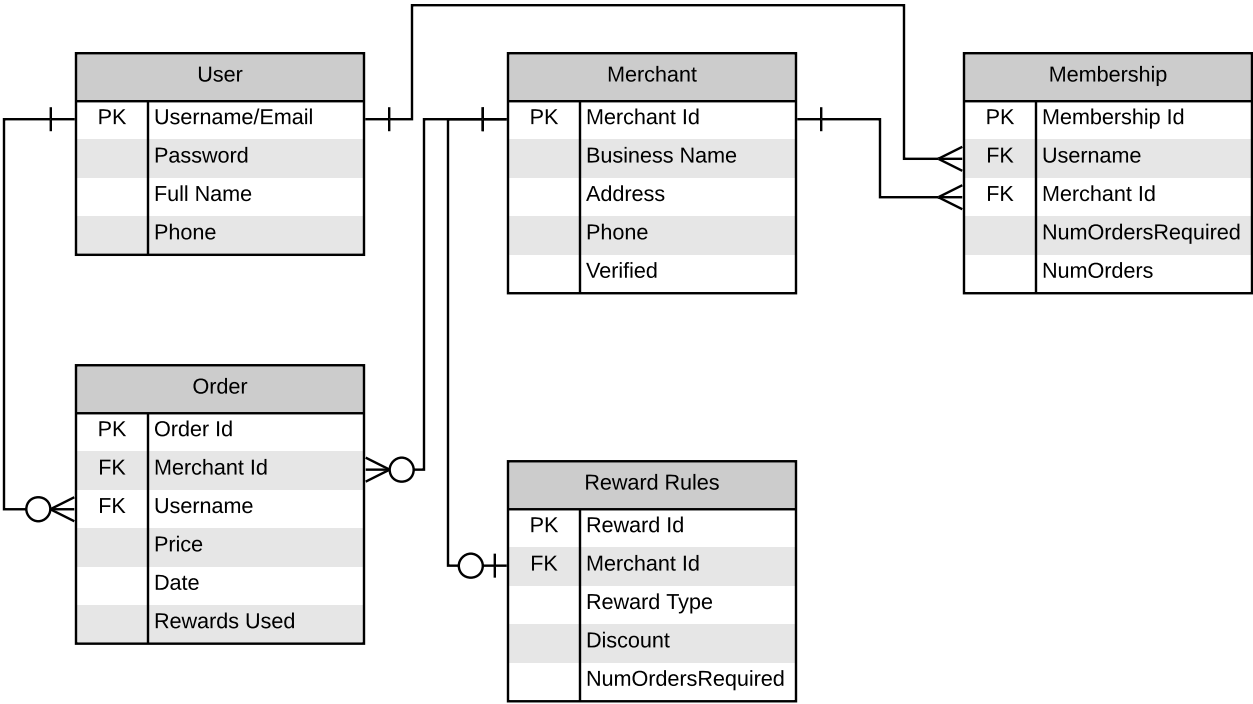 User
PK Username/Email
Password
Full Name
Phone
Merchant
PK Merchant Id
Business Name
Address
Phone
Verified
Membership
PK Membership Id
FK Username
FK Merchant Id
NumOrdersRequired
NumOrders
Order
PK Order Id
FK Merchant Id
FK Username
Price
Date
Rewards Used
Reward Rules
PK Reward Id
FK Merchant Id
Reward Type
Discount
NumOrdersRequired